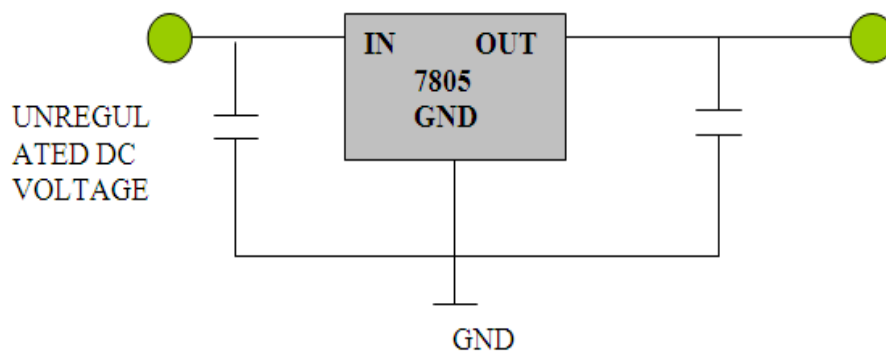 IN OUT
7805
GND
UNREGUL
ATED DC
VOLTAGE
GND